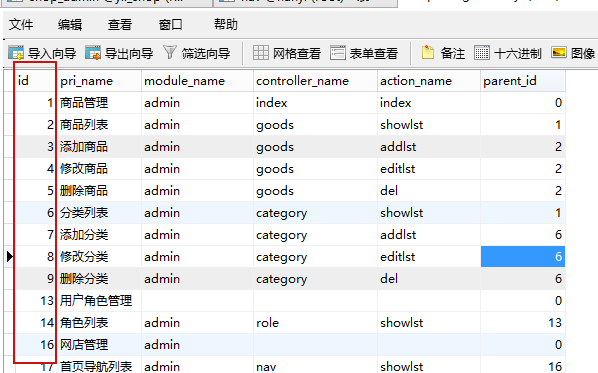 文件 编辑 查看 窗口 帮助
导入向导 导出向导 筛选向导 网格查看 表单查看 备注 十六进制 图像
id pri_name module_name controller_name action_name parent_id
1 商品管理 admin index index 0
2 商品列表 admin goods showlst 1
3 添加商品 admin goods addlst 2
4 修改商品 admin goods editlst 2
5 删除商品 admin goods del 2
6 分类列表 admin category showlst 1
7 添加分类 admin category addlst 6
8 修改分类 admin category editlst 6
9 删除分类 admin category del 6
13 用户角色管理 0
14 角色列表 admin role showlst 13
16 网店管理 admin 0
17 首页导航列表 admin nav showlst 16